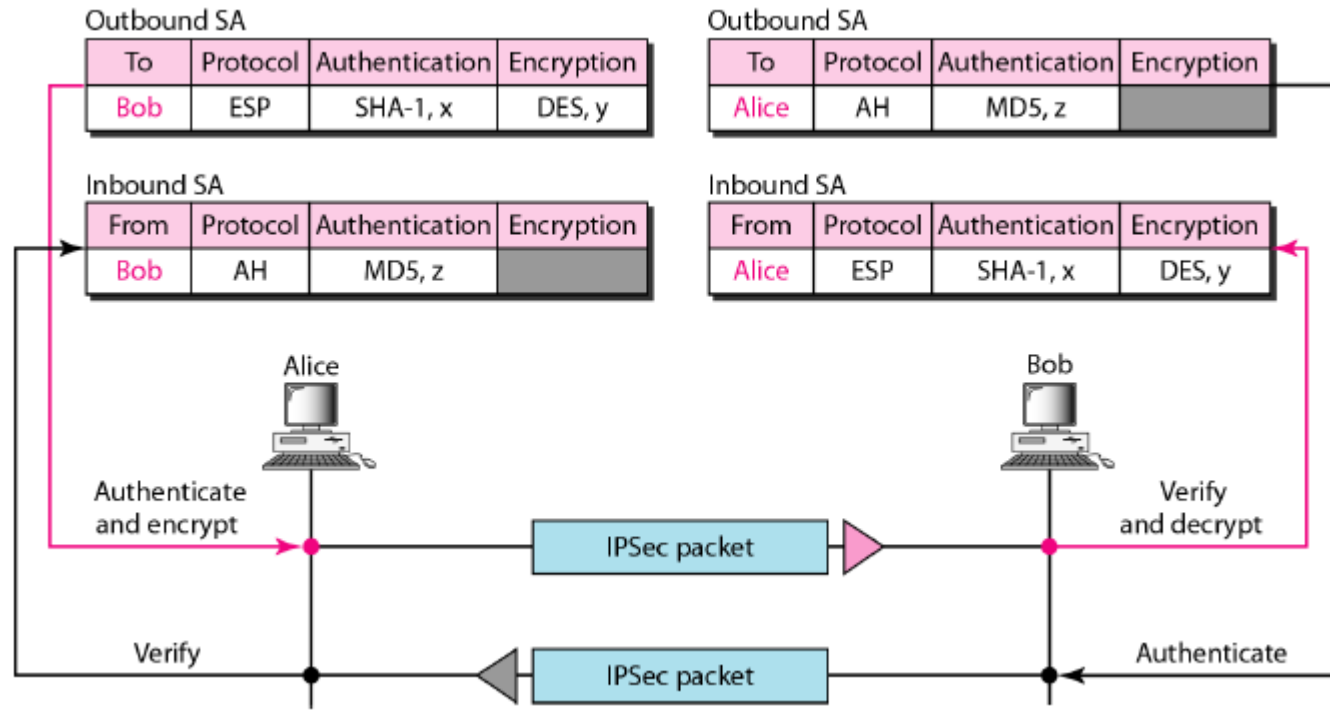 Outbound SA
To Protocol Authentication Encryption
Bob ESP SHA-1, x DES, y
Inbound SA
From Protocol Authentication Encryption
Bob AH MD5, z
Outbound SA
To Protocol Authentication Encryption
Alice AH MD5, z
Inbound SA
From Protocol Authentication Encryption
Alice ESP SHA-1, x DES, y
Alice
Bob
Authenticate
and encrypt
IPSec packet
Verify
and decrypt
Verify
IPSec packet
Authenticate